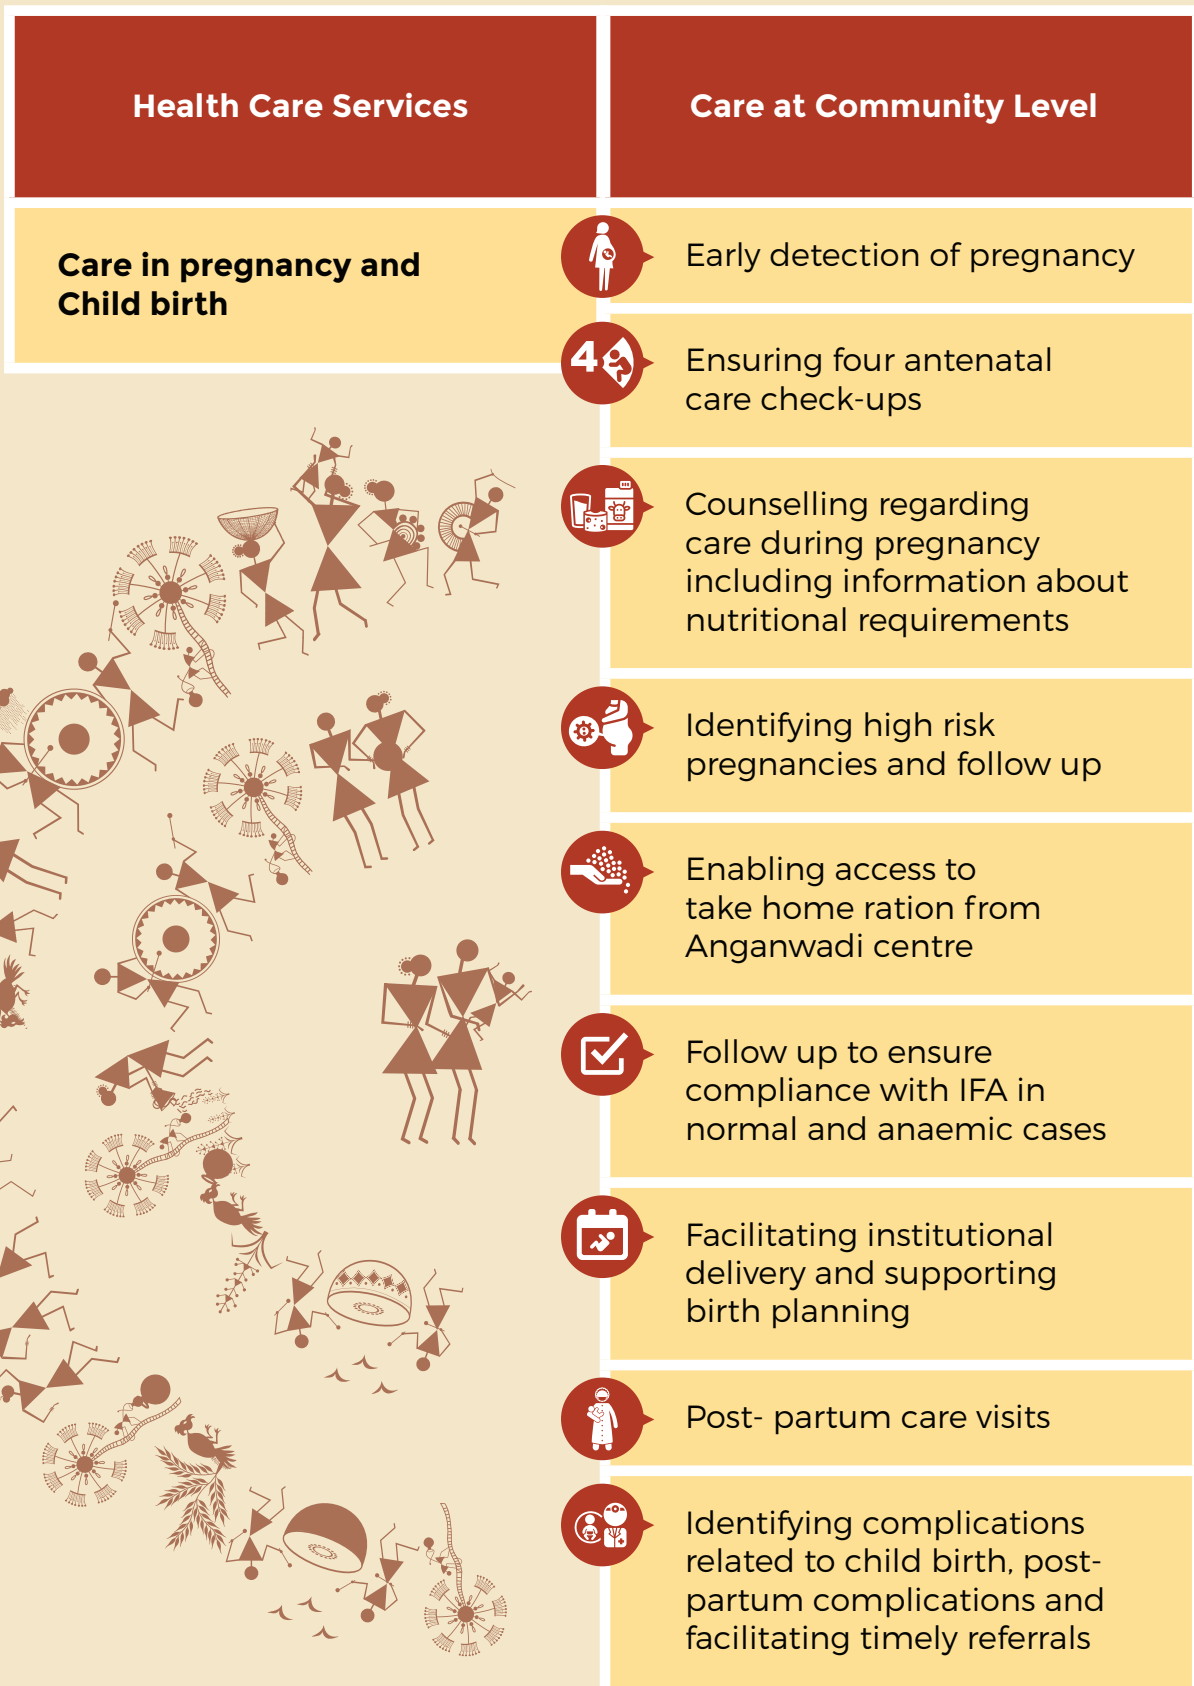 Health Care Services
Care at Community Level
Care in pregnancy and
Child birth
Early detection of pregnancy
4
Ensuring four antenatal
care check-ups
Counselling regarding
care during pregnancy
including information about
nutritional requirements
Identifying high risk
pregnancies and follow up
Enabling access to
take home ration from
Anganwadi centre
Follow up to ensure
compliance with IFA in
normal and anaemic cases
Facilitating institutional
delivery and supporting
birth planning
Post- partum care visits
Identifying complications
related to child birth, post-
partum complications and
facilitating timely referrals